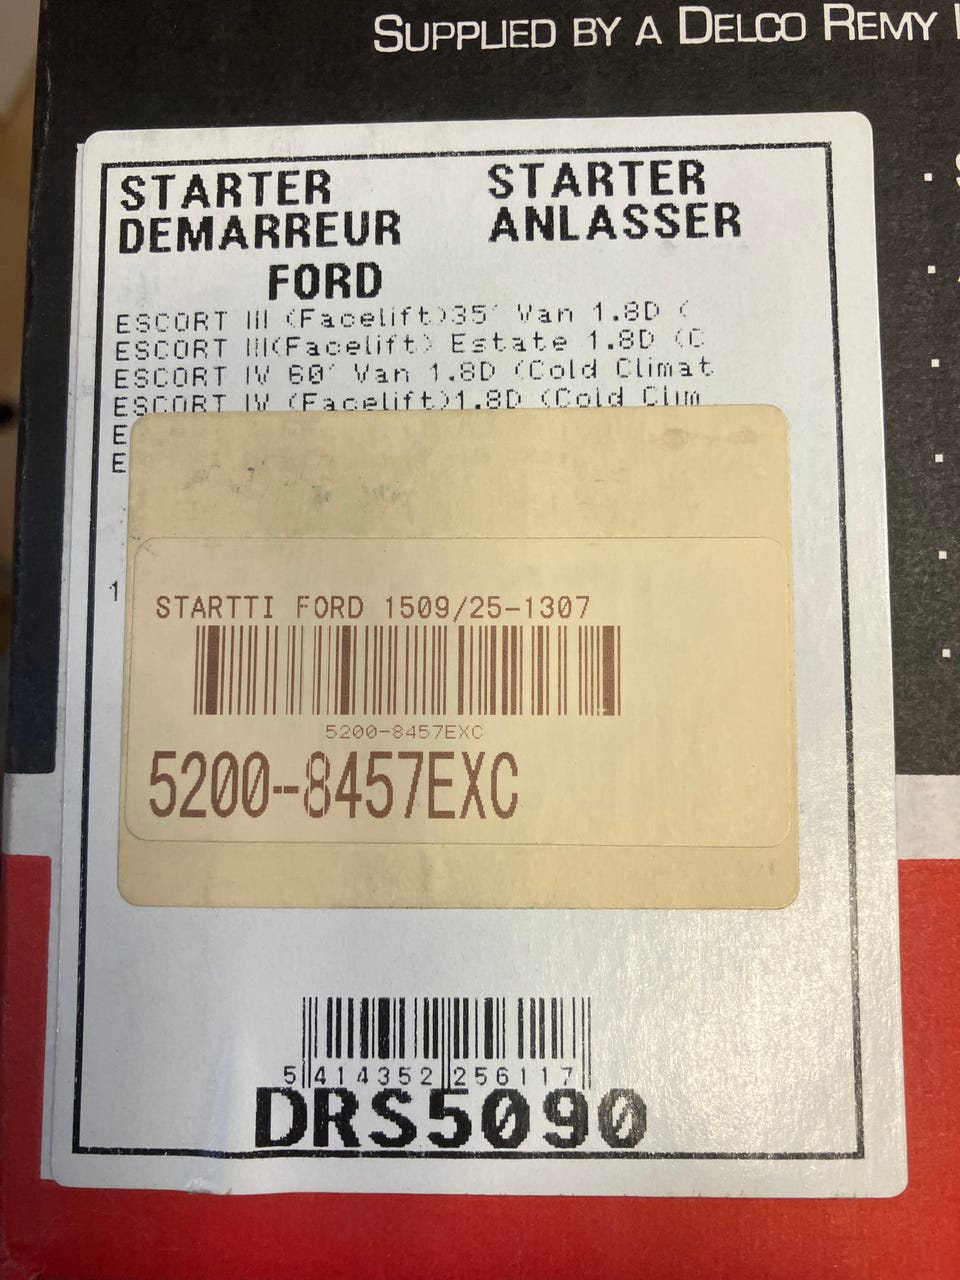 SUPPLIED BY A DELCO REMY
STARTER STARTER
DEMARREUR ANLASSER
FORD
ESCORT III (Facelift)35' Van 1.8D (
ESCORT III(Facelift) Estate 1.8D (C
ESCORT IV 60' Van 1.8D (Cold Climat
ESCORT IV (Facelift)1.8D (Cold Clim
E
E
1
STARTTI FORD 1509/25-1307
5200-8457EXC
5200-8457EXC
5 414352 256117
DRS5090